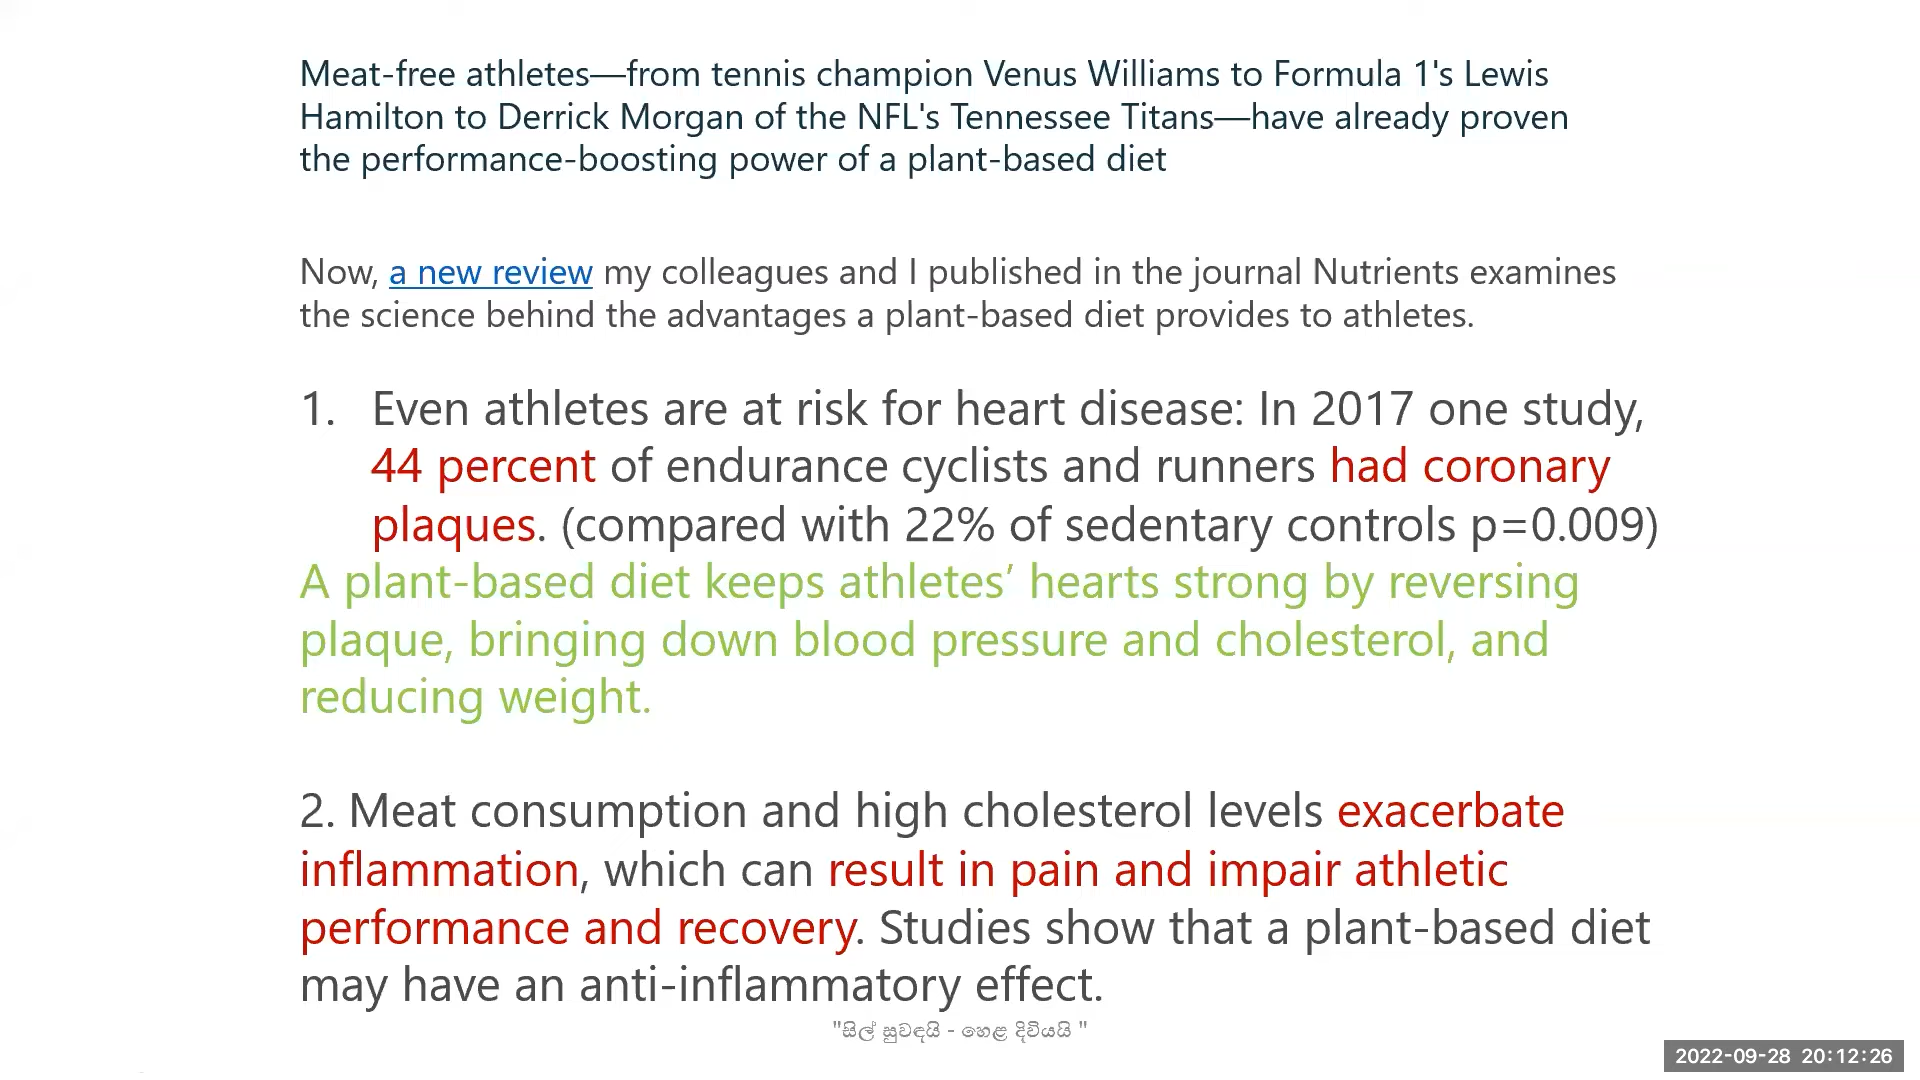 Meat-free athletes—from tennis champion Venus Williams to Formula 1's Lewis
Hamilton to Derrick Morgan of the NFL's Tennessee Titans—have already proven
the performance-boosting power of a plant-based diet
Now, a new review my colleagues and I published in the journal Nutrients examines
the science behind the advantages a plant-based diet provides to athletes.
1. Even athletes are at risk for heart disease: In 2017 one study,
44 percent of endurance cyclists and runners had coronary
plaques. (compared with 22% of sedentary controls p=0.009)
A plant-based diet keeps athletes’ hearts strong by reversing
plaque, bringing down blood pressure and cholesterol, and
reducing weight.
2. Meat consumption and high cholesterol levels exacerbate
inflammation, which can result in pain and impair athletic
performance and recovery. Studies show that a plant-based diet
may have an anti-inflammatory effect.
"සිල් සුවඳයි - හෙළ දිවියයි "
2022-09-28 20:12:26